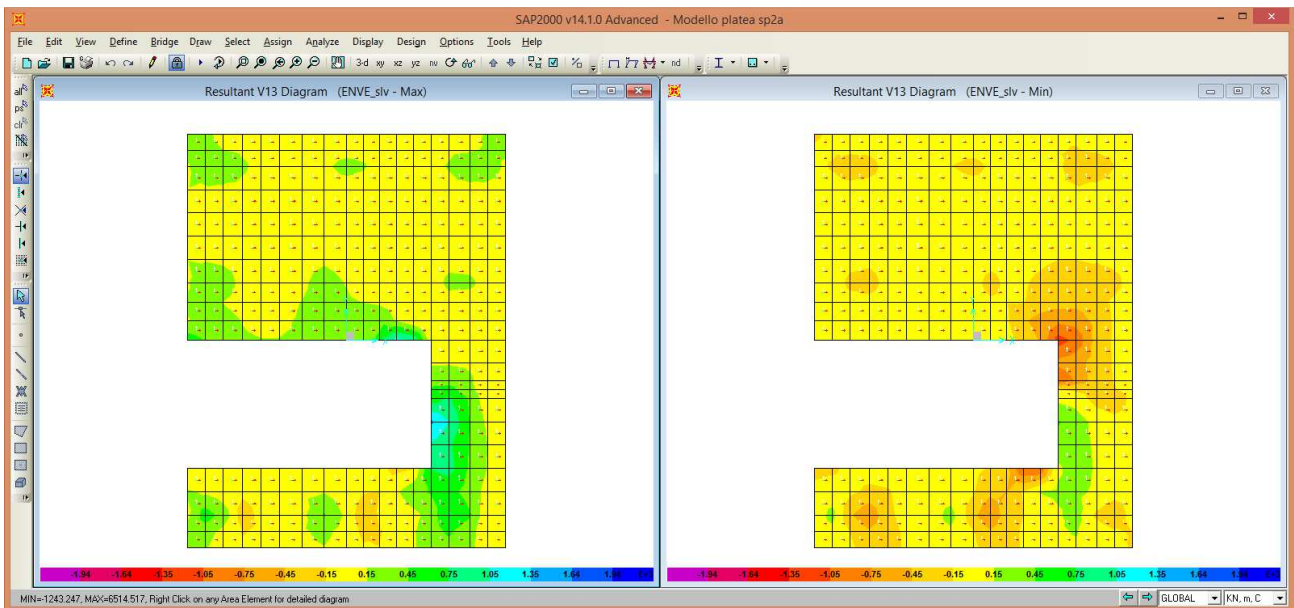 SAP2000 v14.1.0 Advanced - Modello platea sp2a
File Edit View Define Bridge Draw Select Assign Analyze Display Design Options Tools Help
3-d xy xz yz nv nd
all
ps
clr
Resultant V13 Diagram (ENVE_slv - Max)
Resultant V13 Diagram (ENVE_slv - Min)
-1.94 -1.64 -1.35 -1.05 -0.75 -0.45 -0.15 0.15 0.45 0.75 1.05 1.35 1.64
-1.94 -1.64 -1.35 -1.05 -0.75 -0.45 -0.15 0.15 0.45 0.75 1.05 1.35 1.64
MIN=-1243.247, MAX=6514.517, Right Click on any Area Element for detailed diagram
GLOBAL
KN, m, C